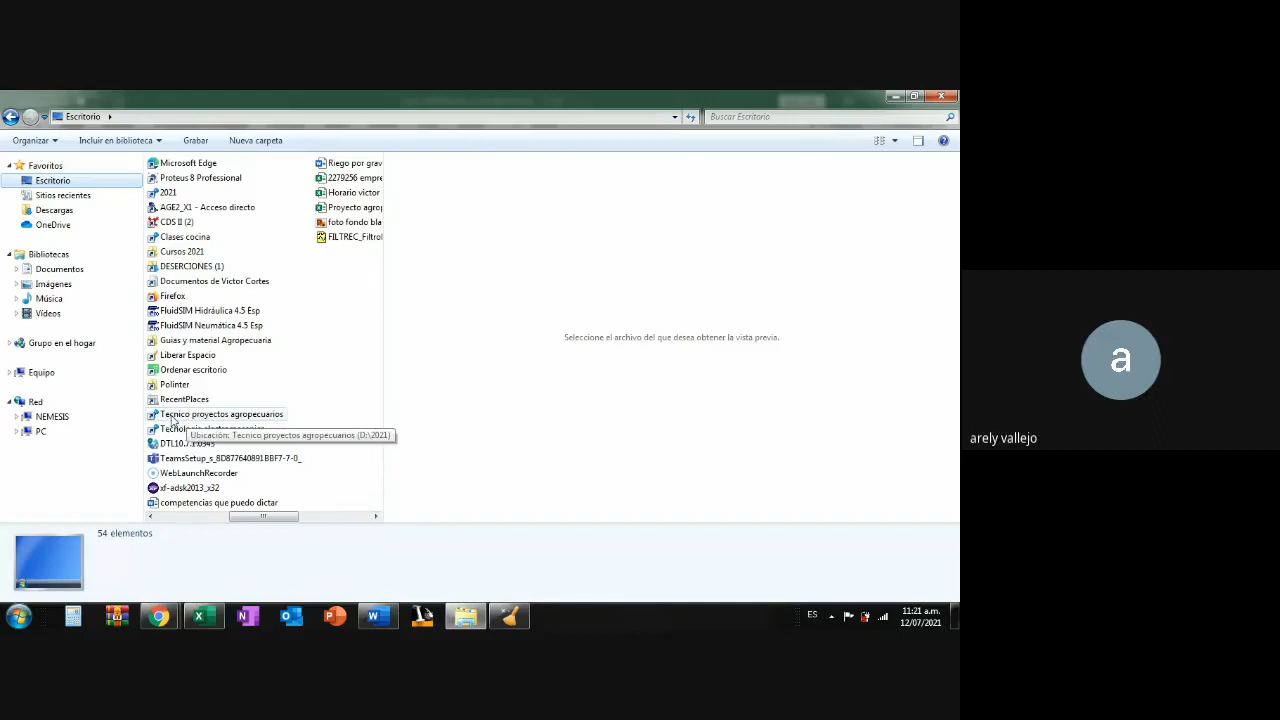 Escritorio
Buscar Escritorio
Organizar
Incluir en biblioteca
Grabar
Nueva carpeta
Favoritos
Escritorio
Sitios recientes
Descargas
OneDrive
Bibliotecas
Documentos
Imágenes
Música
Vídeos
Grupo en el hogar
Equipo
Red
NEMESIS
PC
Microsoft Edge
Proteus 8 Professional
2021
AGE2_X1 - Acceso directo
CDS II (2)
Clases cocina
Cursos 2021
DESERCIONES (1)
Documentos de Victor Cortes
Firefox
FluidSIM Hidráulica 4.5 Esp
FluidSIM Neumática 4.5 Esp
Guias y material Agropecuaria
Liberar Espacio
Ordenar escritorio
Polinter
RecentPlaces
Tecnico proyectos agropecuarios
Ubicación: Tecnico proyectos agropecuarios (D:\2021)
TeamsSetup_s_8D877640891BBF7-7-0_
WebLaunchRecorder
xf-adsk2013_x32
competencias que puedo dictar
Riego por grav
2279256 empre
Horario victor
Proyecto agrop
foto fondo bla
FILTREC_Filtrol
Seleccione el archivo del que desea obtener la vista previa.
54 elementos
ES
11:21 a.m.
12/07/2021
a
arely vallejo